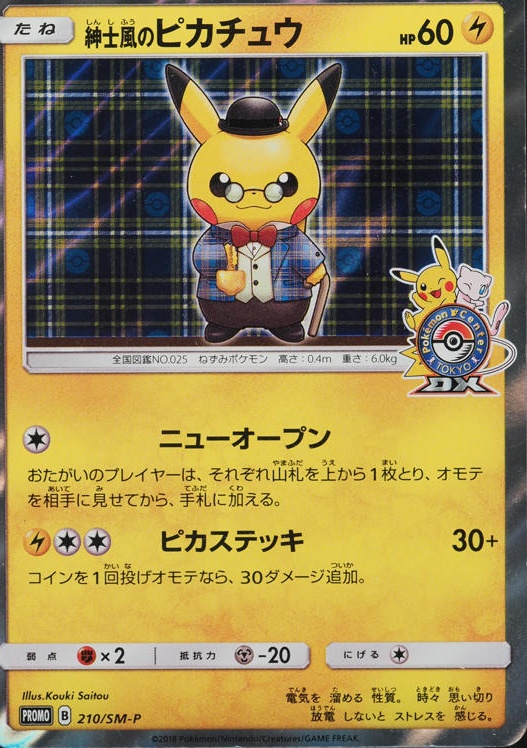 たね 紳士風のピカチュウ HP60
しんしふう
Pokémon Center
TOKYO
DX
全国図鑑NO.025 ねずみポケモン 高さ:0.4m 重さ:6.0kg
ニューオープン
おたがいのプレイヤーは、それぞれ山札を上から1枚とり、オモテ
を相手に見せてから、手札に加える。
ピカステッキ 30+
コインを1回投げオモテなら、30ダメージ追加。
弱点 ×2 抵抗力 -20 にげる
Illus.Kouki Saitou
PROMO B 210/SM-P
電気を 溜める 性質。 時々 思い切り
放電 しないと ストレスを 感じる。
©2018 Pokémon/Nintendo/Creatures/GAME FREAK.